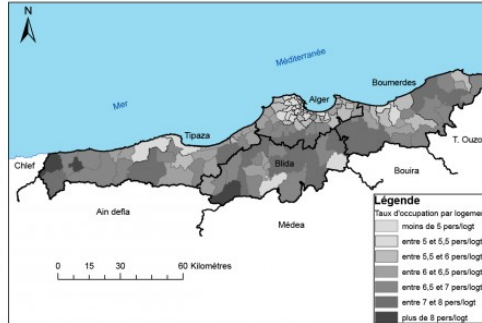 N
Méditerranée
Boumerdes
Mer
Alger
Tipaza
T. Ouzo
Chlef
Blida
Bouira
Ain defla
Médea
0 15 30 60 Kilomètres
Légende
Taux d'occupation par logemen
moins de 5 pers/logt
entre 5 et 5,5 pers/logt
entre 5,5 et 6 pers/logt
entre 6 et 6,5 pers/logt
entre 6,5 et 7 pers/logt
entre 7 et 8 pers/logt
plus de 8 pers/logt